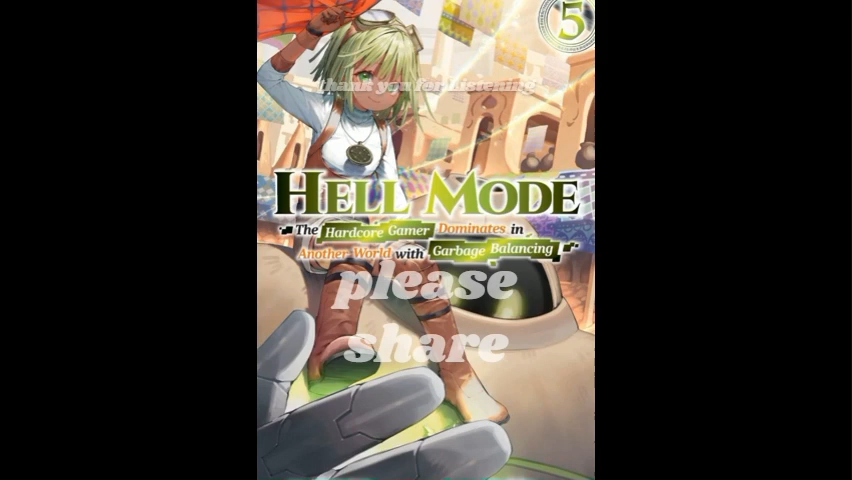 5
thank you for listening
HELL MODE
The Hardcore Gamer Dominates in
Another World with Garbage Balancing
please
share